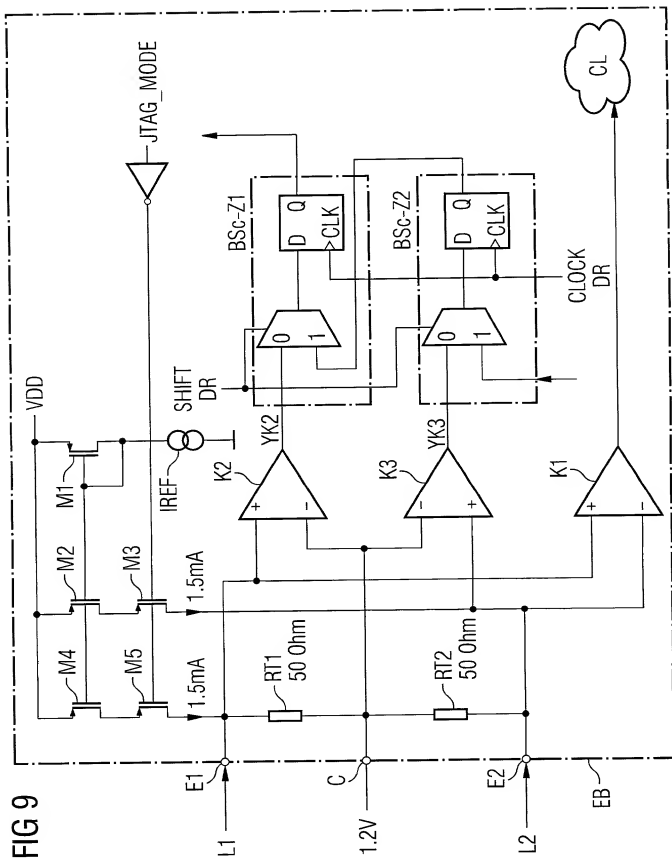 FIG 9
VDD
JTAG_MODE
M4
M2
M1
M5
M3
IREF
1.5mA
1.5mA
SHIFT
DR
BSc-Z1
0
1
D
Q
CLK
BSc-Z2
0
1
D
Q
CLK
CLOCK
DR
YK2
YK3
K2
+
-
K3
-
+
K1
+
-
CL
RT1
50 Ohm
RT2
50 Ohm
E1
C
E2
L1
1.2V
L2
EB